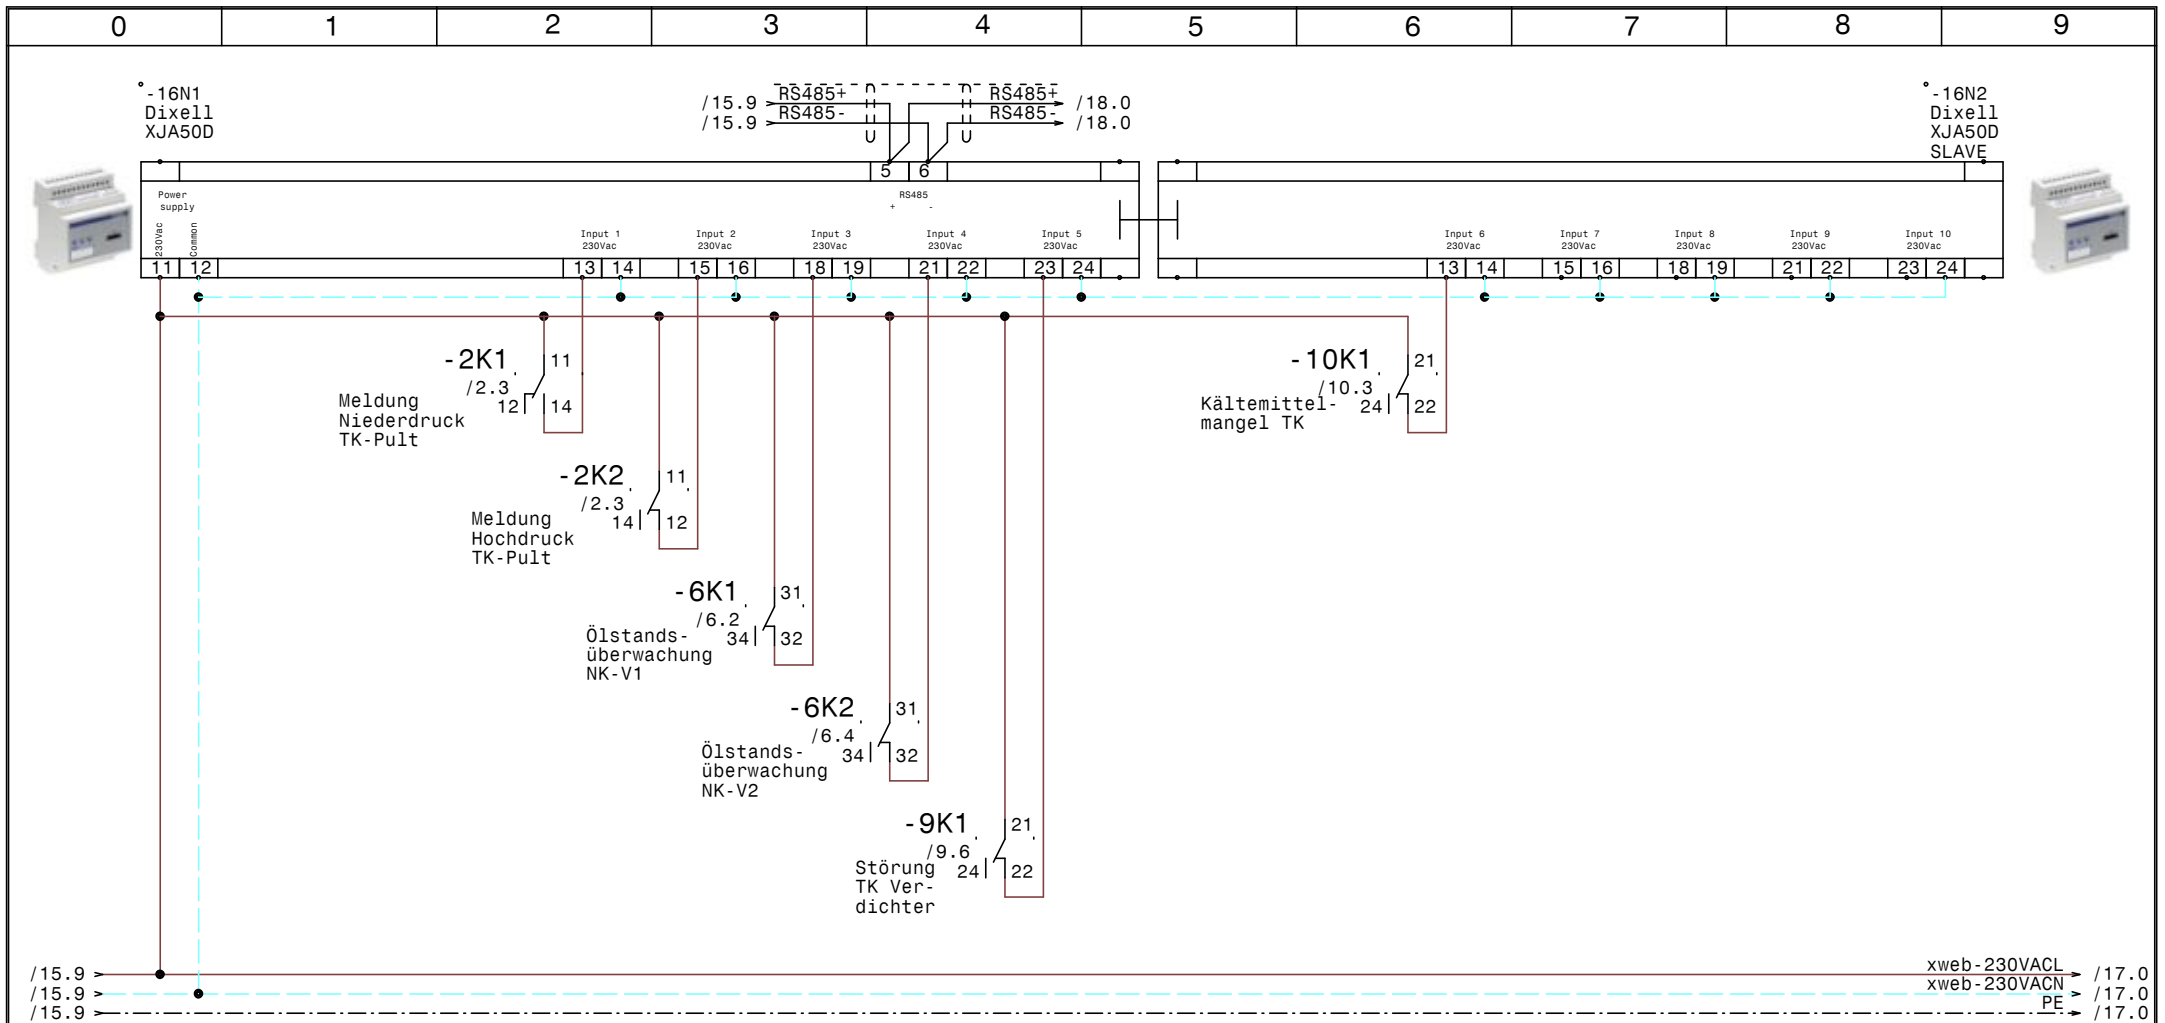 0 1 2 3 4 5 6 7 8 9
-16N1
Dixell
XJA50D
/15.9 RS485+ RS485+ /18.0
/15.9 RS485- RS485- /18.0
-16N2
Dixell
XJA50D
SLAVE
5 6
Power
supply
RS485
+ -
230Vac Common
Input 1 Input 2 Input 3 Input 4 Input 5 Input 6 Input 7 Input 8 Input 9 Input 10
230Vac 230Vac 230Vac 230Vac 230Vac 230Vac 230Vac 230Vac 230Vac 230Vac
11 12 13 14 15 16 18 19 21 22 23 24 13 14 15 16 18 19 21 22 23 24
-2K1 11
/2.3
12 14
Meldung
Niederdruck
TK-Pult
-10K1 21
/10.3
24 22
Kältemittel-
mangel TK
-2K2 11
/2.3
14 12
Meldung
Hochdruck
TK-Pult
-6K1 31
/6.2
34 32
Ölstands-
überwachung
NK-V1
-6K2 31
/6.4
34 32
Ölstands-
überwachung
NK-V2
-9K1 21
/9.6
24 22
Störung
TK Ver-
dichter
/15.9 xweb-230VACL /17.0
/15.9 xweb-230VACN /17.0
/15.9 PE /17.0